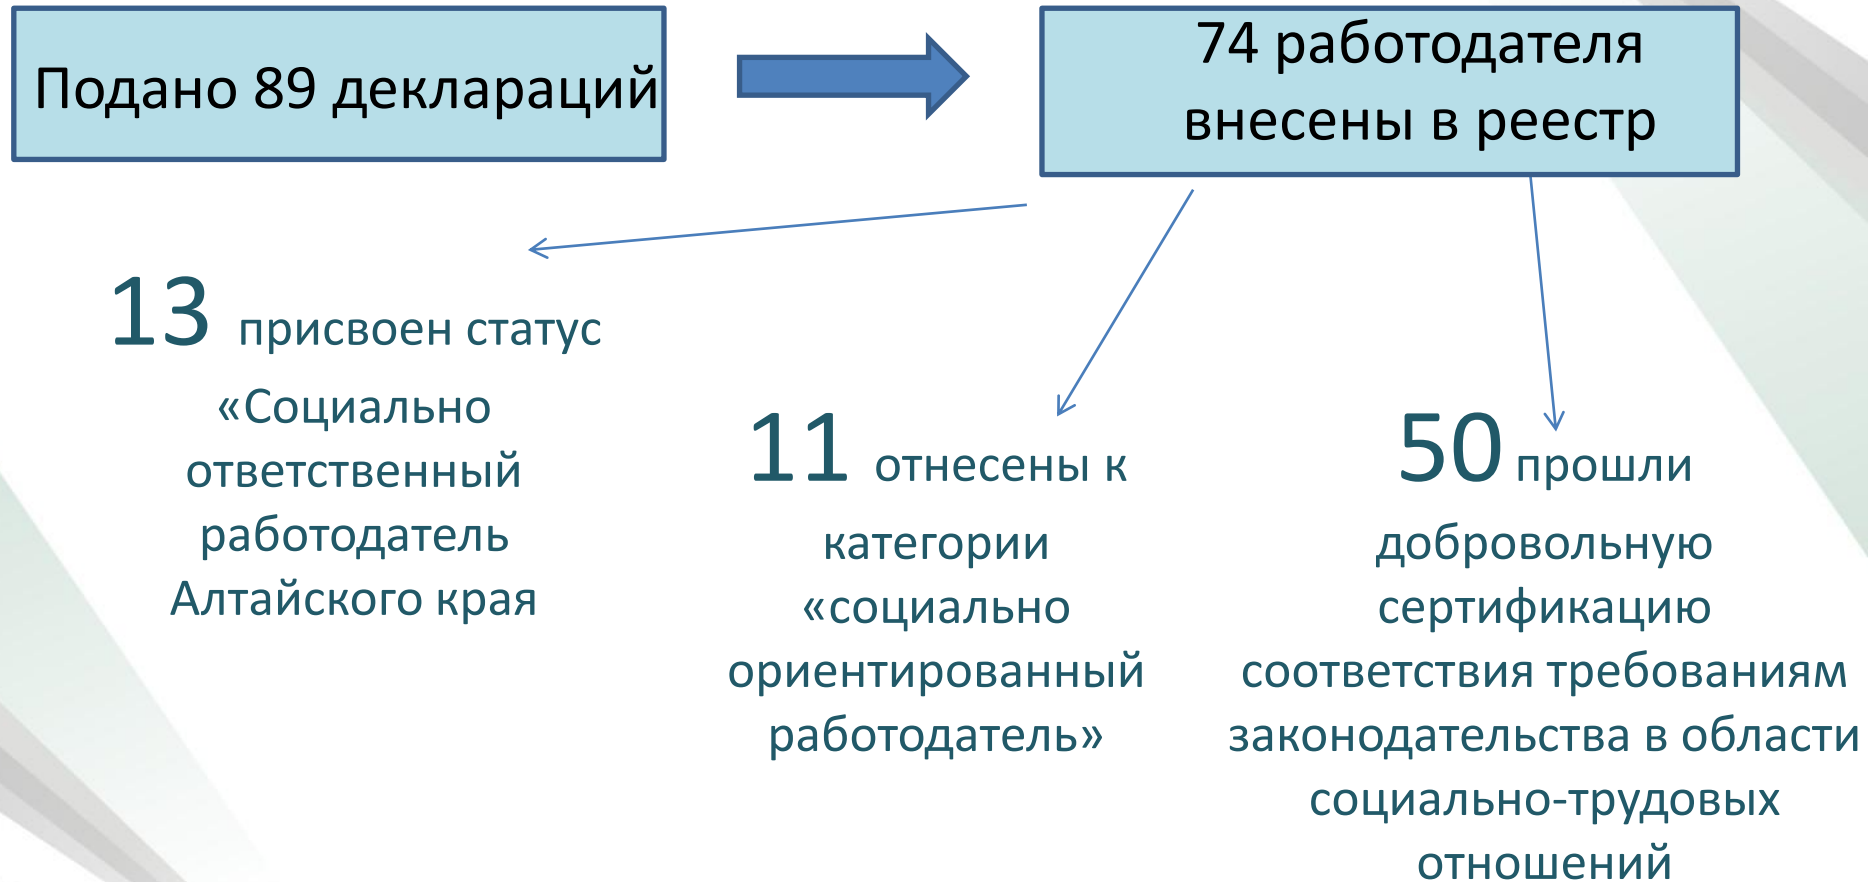 Подано 89 деклараций
74 работодателя
внесены в реестр
13 присвоен статус
«Социально
ответственный
работодатель
Алтайского края
11 отнесены к
категории
«социально
ориентированный
работодатель»
50 прошли
добровольную
сертификацию
соответствия требованиям
законодательства в области
социально-трудовых
отношений